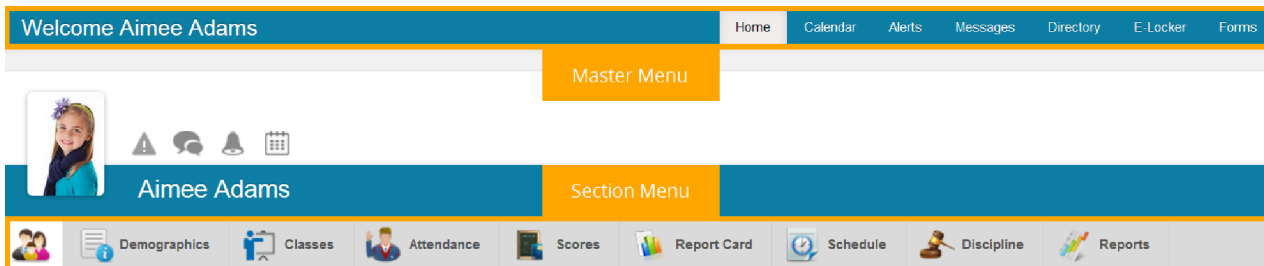 Welcome Aimee Adams Home Calendar Alerts Messages Directory E-Locker Forms
Master Menu
Aimee Adams Section Menu
Demographics Classes Attendance Scores Report Card Schedule Discipline Reports